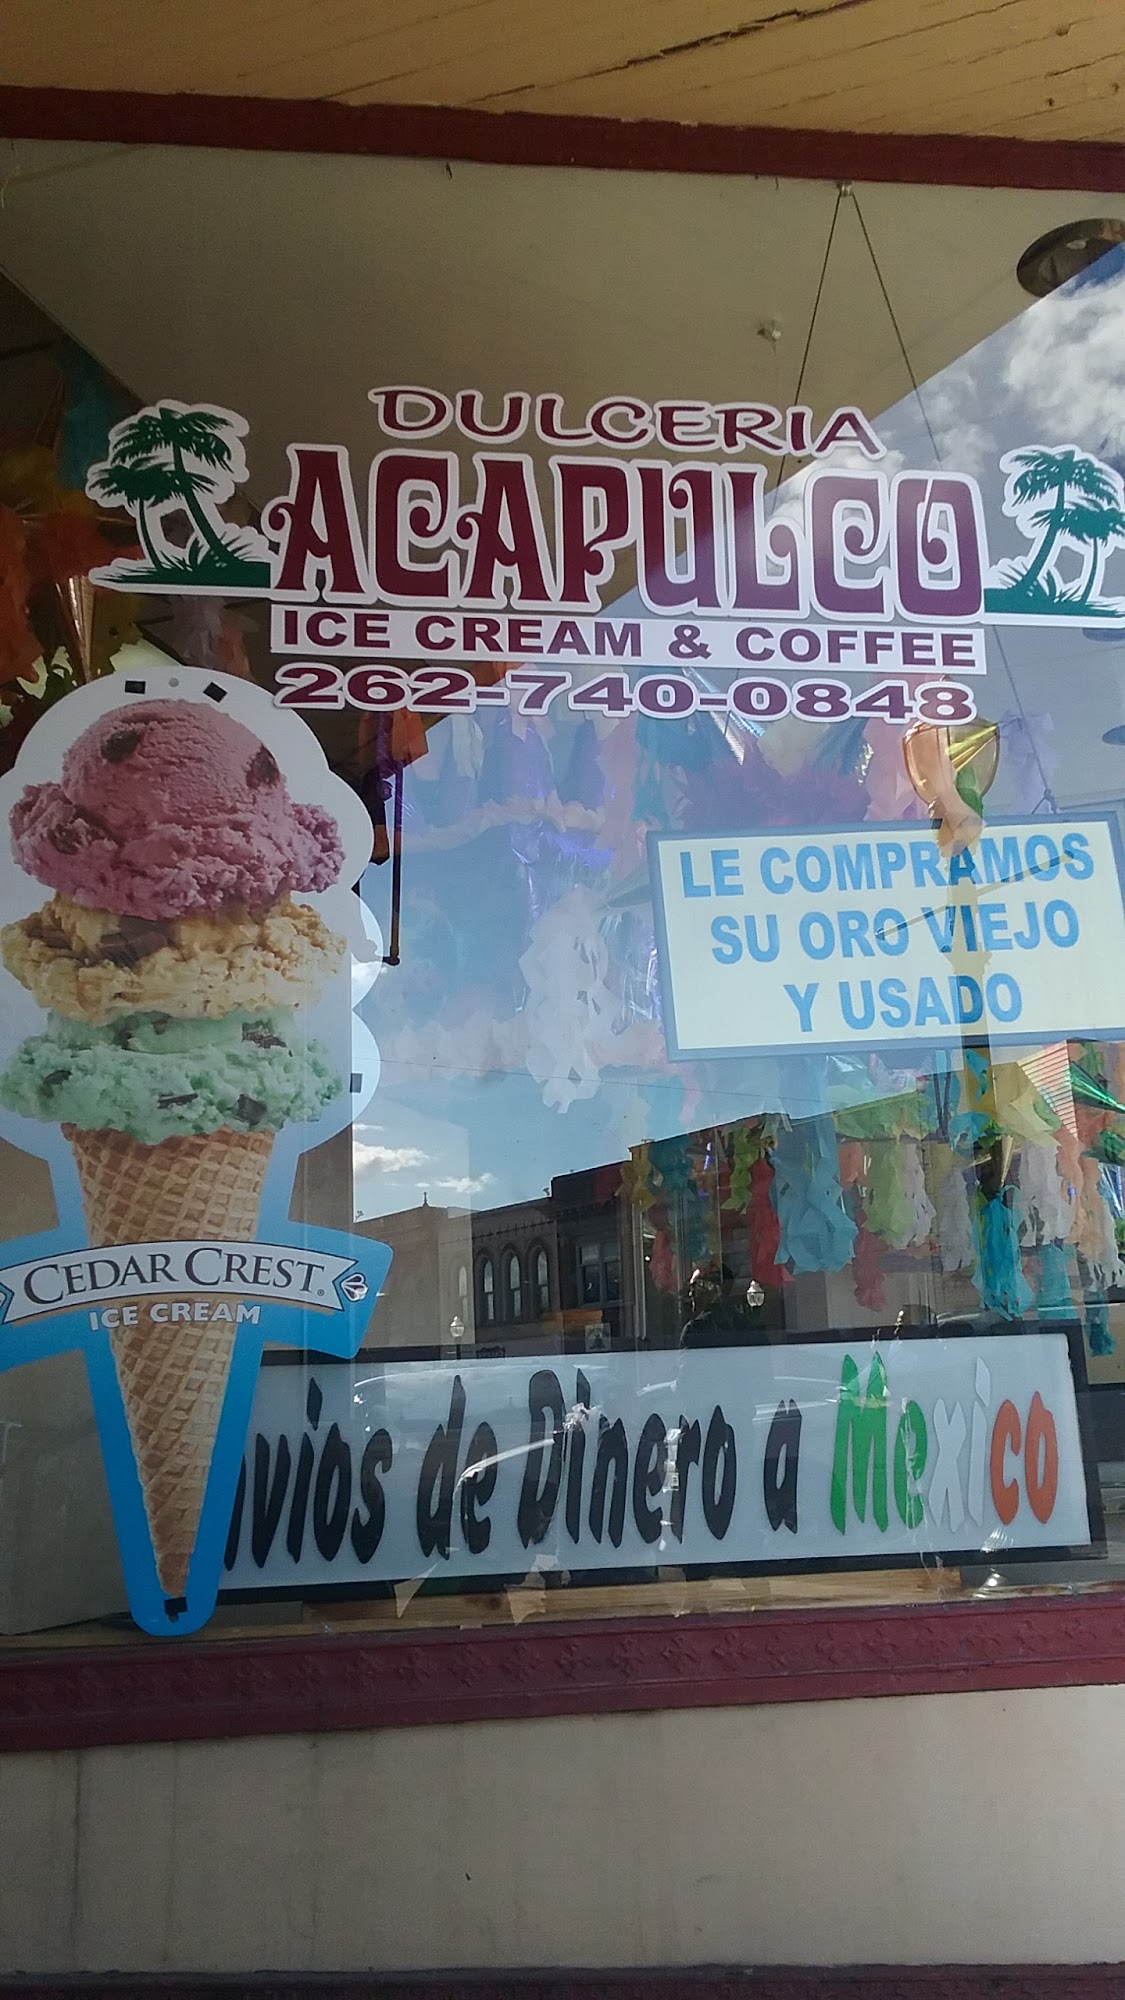 DULCERIA
ACAPULCO
ICE CREAM & COFFEE
262-740-0848
LE COMPRAMOS
SU ORO VIEJO
Y USADO
CEDAR CREST®
ICE CREAM
nvios de Dinero a Mexico